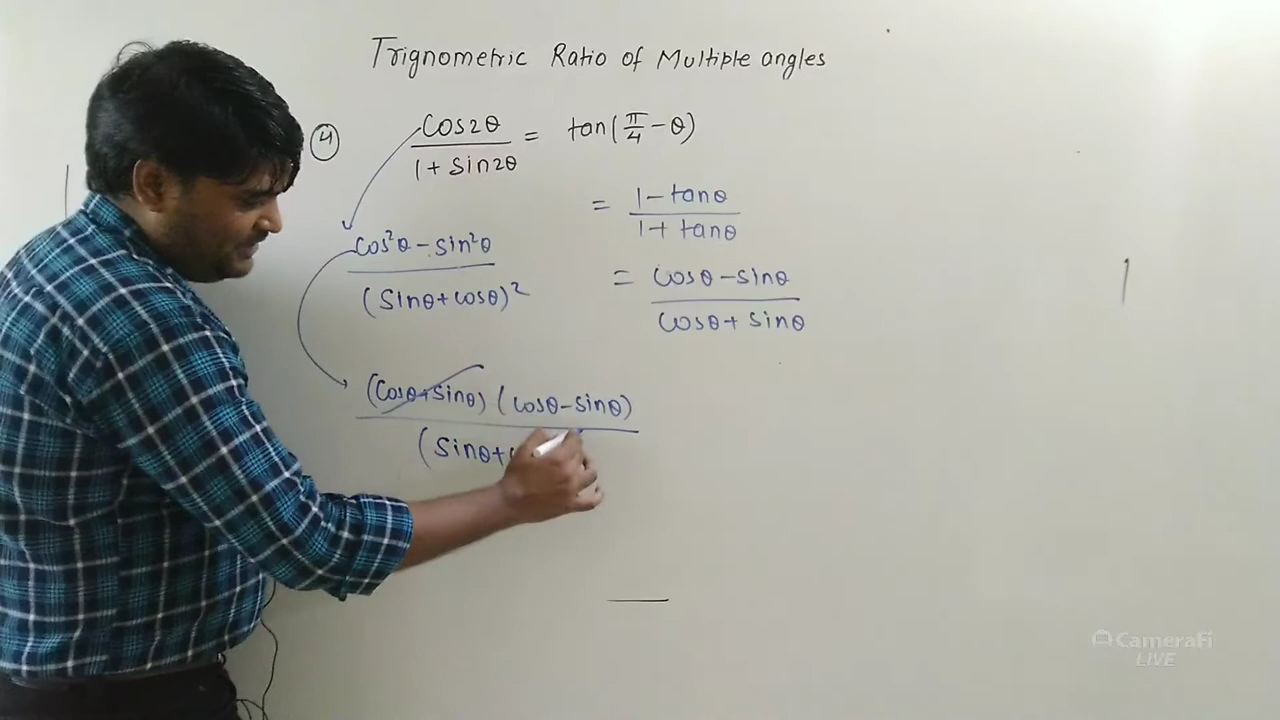 Trignometric Ratio of Multiple angles
4 cos2θ / 1 + sin2θ = tan(π/4 - θ)
= 1 - tanθ / 1 + tanθ
cos²θ - sin²θ / (sinθ + cosθ)²
= cosθ - sinθ / cosθ + sinθ
(cosθ + sinθ) (cosθ - sinθ)
(sinθ +
CameraFi
LIVE